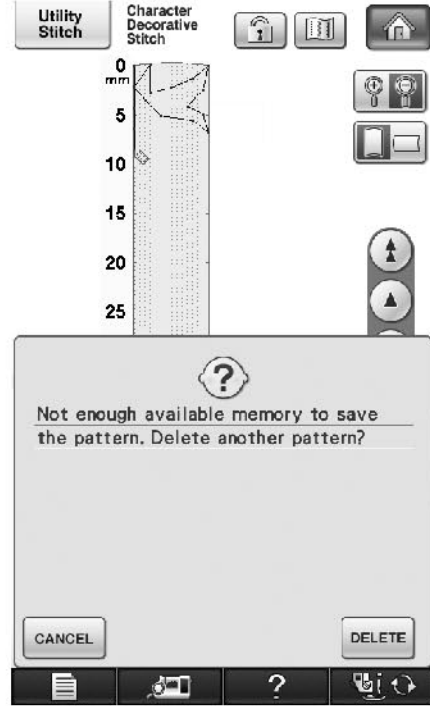 Utility
Stitch
Character
Decorative
Stitch
0
mm
5
10
15
20
25
?
Not enough available memory to save
the pattern. Delete another pattern?
CANCEL
DELETE
?